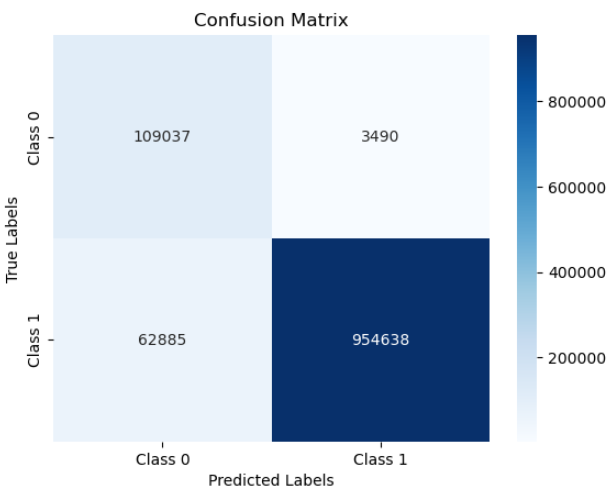 Confusion Matrix
True Labels
Class 0
Class 1
109037
3490
62885
954638
Class 0
Class 1
Predicted Labels
800000
600000
400000
200000